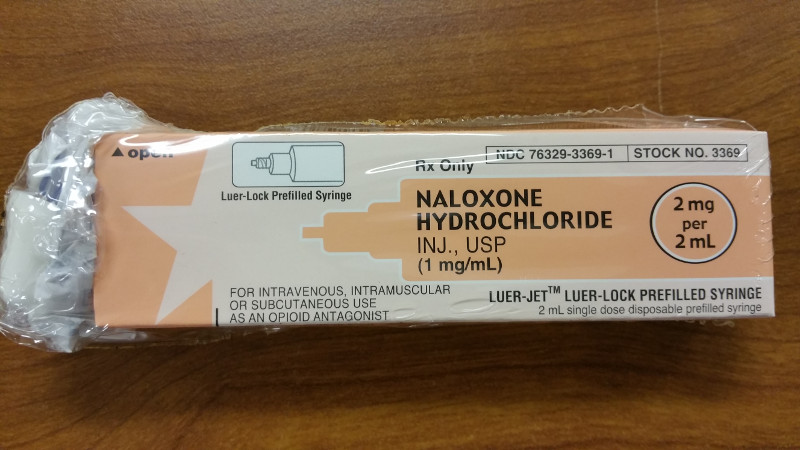 ▲ open
Luer-Lock Prefilled Syringe
Rx Only
NDC 76329-3369-1
STOCK NO. 3369
NALOXONE
HYDROCHLORIDE
INJ., USP
(1 mg/mL)
2 mg
per
2 mL
FOR INTRAVENOUS, INTRAMUSCULAR
OR SUBCUTANEOUS USE
AS AN OPIOID ANTAGONIST
LUER-JET™ LUER-LOCK PREFILLED SYRINGE
2 mL single dose disposable prefilled syringe